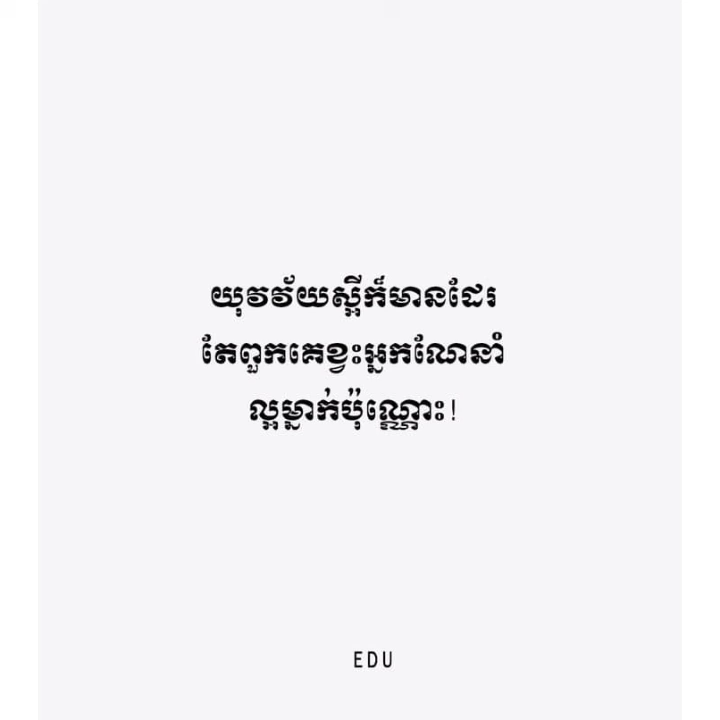 យុវវ័យស្អីក៏មានដែរ
តែពួកគេខ្វះអ្នកណែនាំ
ល្អម្នាក់ប៉ុណ្ណោះ!
EDU